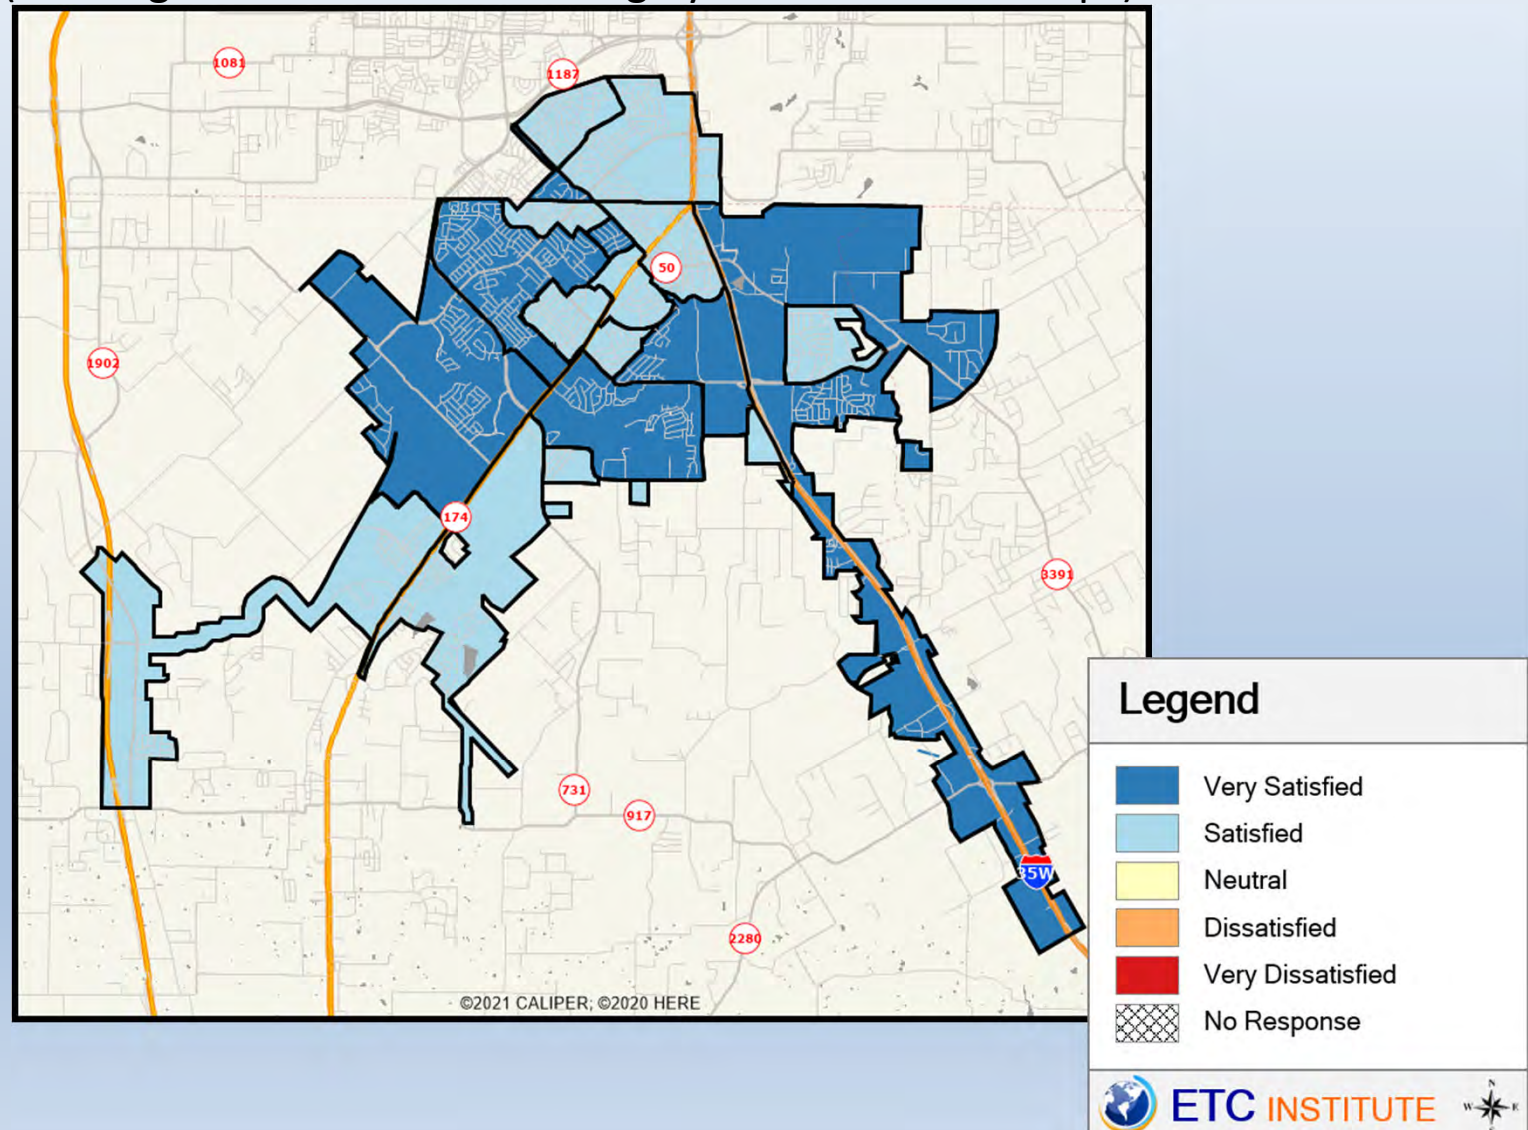 1081
1187
50
1902
174
3391
731
917
35W
2280
©2021 CALIPER; ©2020 HERE
Legend
Very Satisfied
Satisfied
Neutral
Dissatisfied
Very Dissatisfied
No Response
ETC INSTITUTE
N
W E